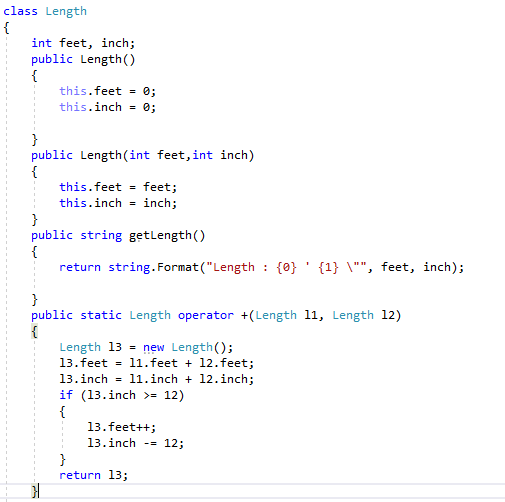 class Length
{
    int feet, inch;
    public Length()
    {
        this.feet = 0;
        this.inch = 0;

    }
    public Length(int feet,int inch)
    {
        this.feet = feet;
        this.inch = inch;
    }
    public string getLength()
    {
        return string.Format("Length : {0} ' {1} \"", feet, inch);

    }
    public static Length operator +(Length l1, Length l2)
    {
        Length l3 = new Length();
        l3.feet = l1.feet + l2.feet;
        l3.inch = l1.inch + l2.inch;
        if (l3.inch >= 12)
        {
            l3.feet++;
            l3.inch -= 12;
        }
        return l3;
    }